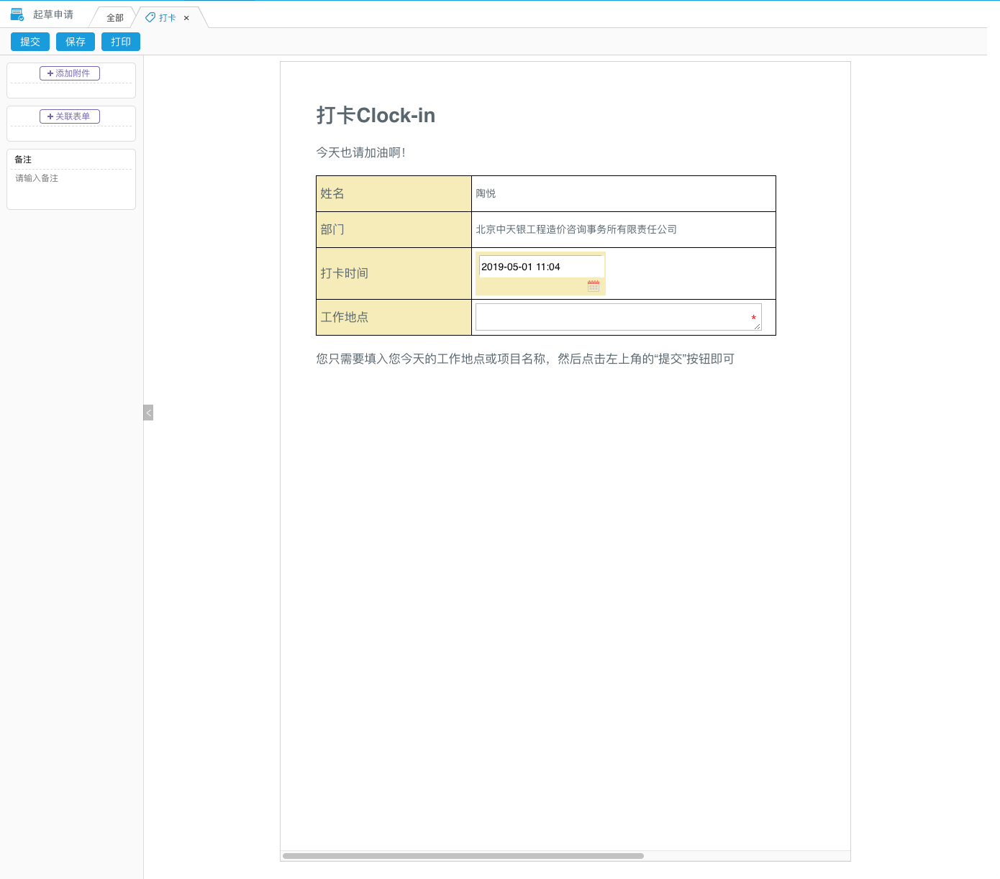 起草申请
全部
打卡 ×
提交 保存 打印
+ 添加附件
+ 关联表单
备注
请输入备注
打卡Clock-in
今天也请加油啊！
姓名 陶悦
部门 北京中天银工程造价咨询事务所有限责任公司
打卡时间 2019-05-01 11:04
工作地点 *
您只需要填入您今天的工作地点或项目名称，然后点击左上角的“提交”按钮即可